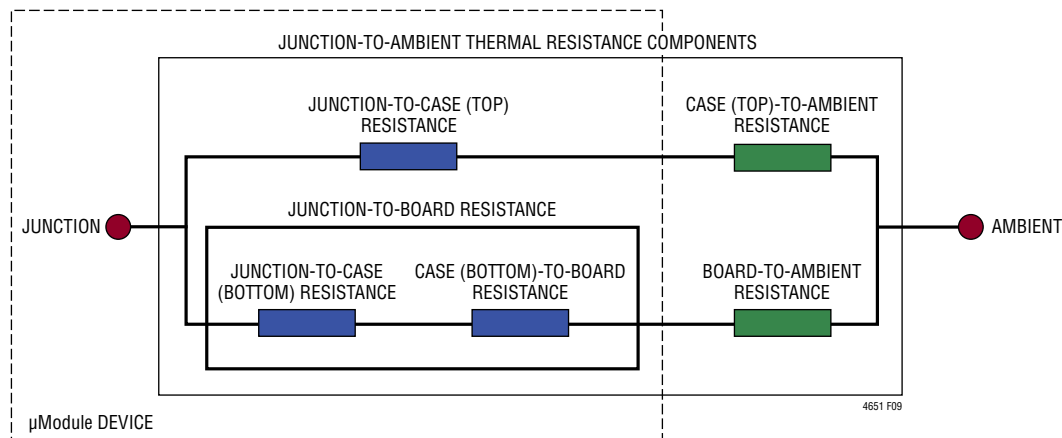 JUNCTION-TO-AMBIENT THERMAL RESISTANCE COMPONENTS
JUNCTION-TO-CASE (TOP)
RESISTANCE
CASE (TOP)-TO-AMBIENT
RESISTANCE
JUNCTION-TO-BOARD RESISTANCE
JUNCTION
AMBIENT
JUNCTION-TO-CASE
(BOTTOM) RESISTANCE
CASE (BOTTOM)-TO-BOARD
RESISTANCE
BOARD-TO-AMBIENT
RESISTANCE
4651 F09
µModule DEVICE